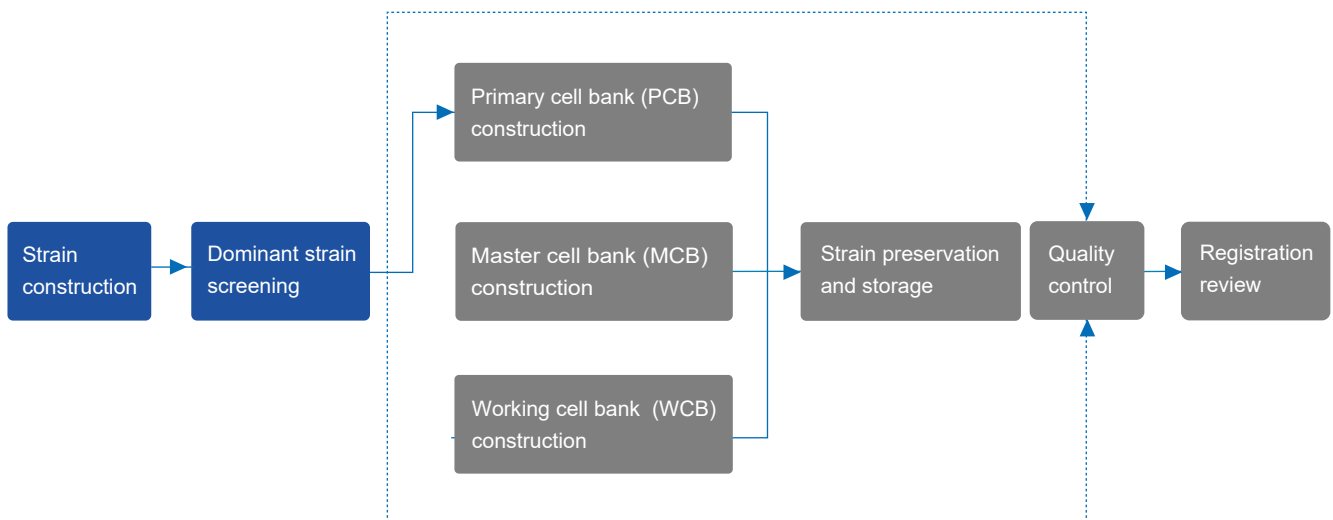 Strain
construction
Dominant strain
screening
Primary cell bank (PCB)
construction
Master cell bank (MCB)
construction
Working cell bank  (WCB)
construction
Strain preservation
and storage
Quality
control
Registration
review